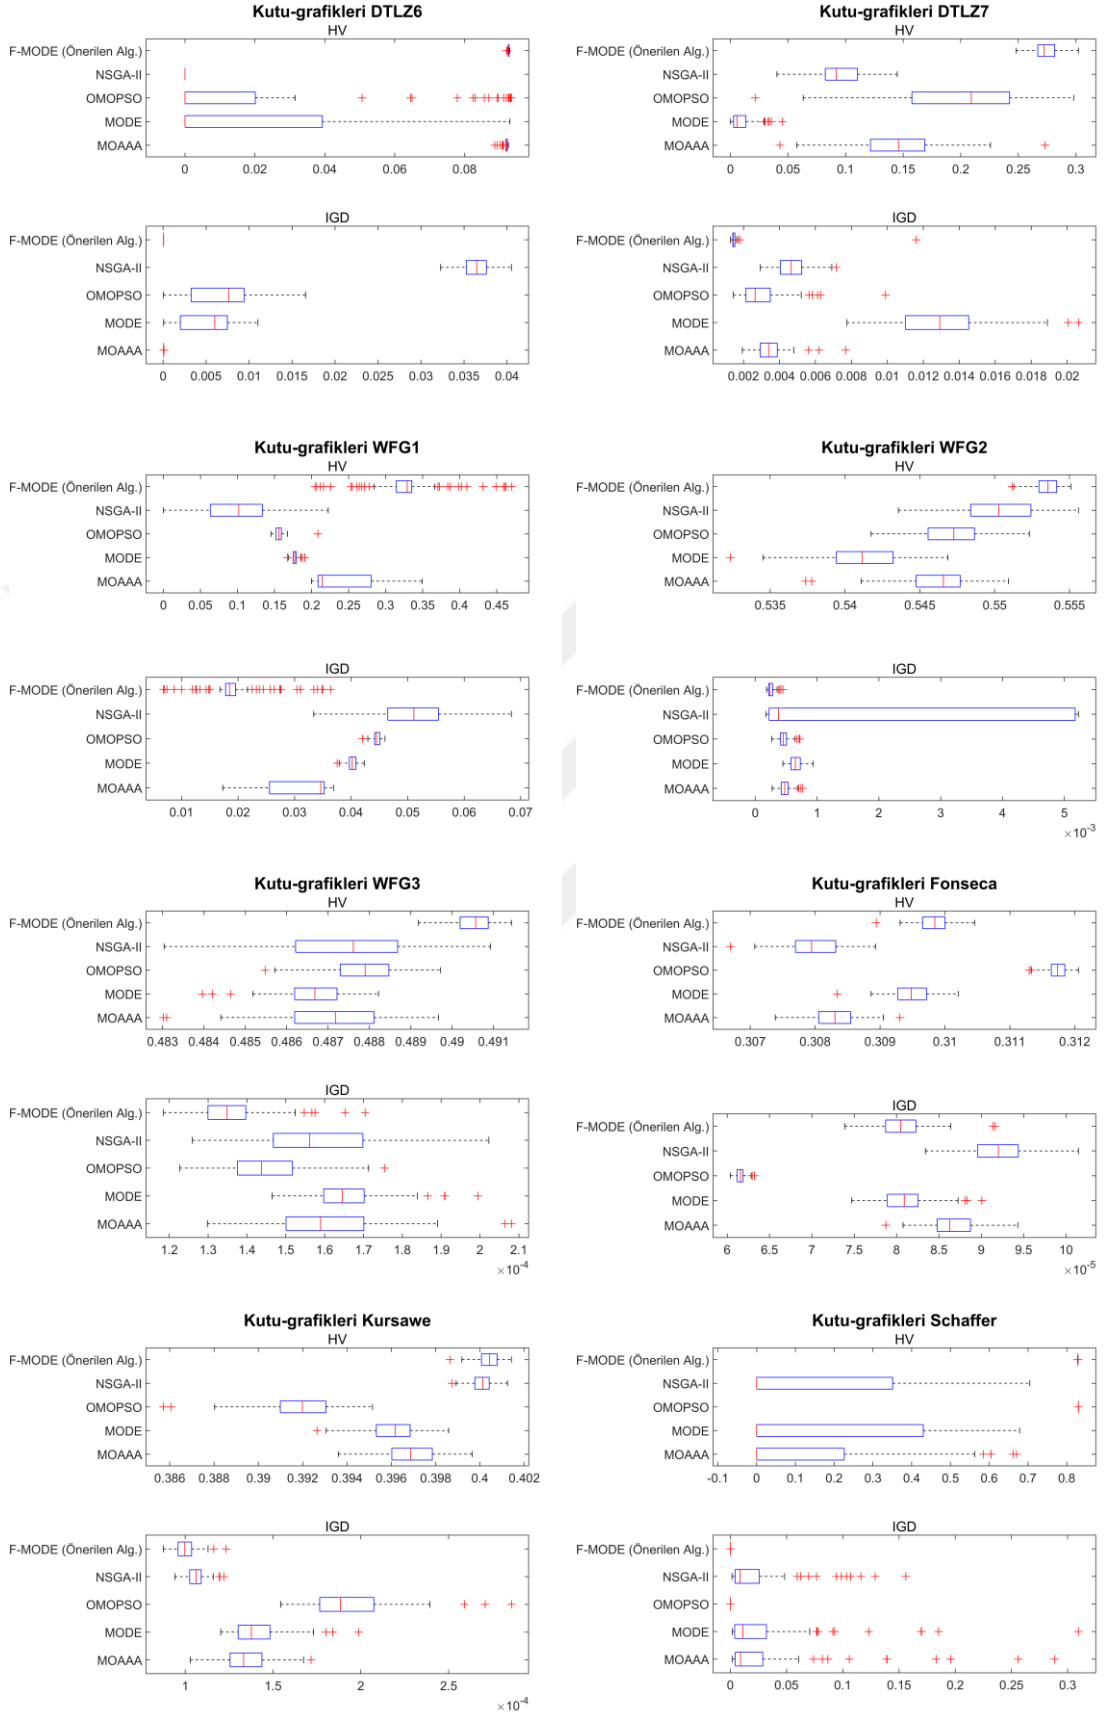 Kutu-grafikleri DTLZ6
HV
F-MODE (Önerilen Alg.)
NSGA-II
OMOPSO
MODE
MOAAA
0 0.02 0.04 0.06 0.08
IGD
F-MODE (Önerilen Alg.)
NSGA-II
OMOPSO
MODE
MOAAA
0 0.005 0.01 0.015 0.02 0.025 0.03 0.035 0.04
Kutu-grafikleri DTLZ7
HV
F-MODE (Önerilen Alg.)
NSGA-II
OMOPSO
MODE
MOAAA
0 0.05 0.1 0.15 0.2 0.25 0.3
IGD
F-MODE (Önerilen Alg.)
NSGA-II
OMOPSO
MODE
MOAAA
0.002 0.004 0.006 0.008 0.01 0.012 0.014 0.016 0.018 0.02
Kutu-grafikleri WFG1
HV
F-MODE (Önerilen Alg.)
NSGA-II
OMOPSO
MODE
MOAAA
0 0.05 0.1 0.15 0.2 0.25 0.3 0.35 0.4 0.45
IGD
F-MODE (Önerilen Alg.)
NSGA-II
OMOPSO
MODE
MOAAA
0.01 0.02 0.03 0.04 0.05 0.06 0.07
Kutu-grafikleri WFG2
HV
F-MODE (Önerilen Alg.)
NSGA-II
OMOPSO
MODE
MOAAA
0.535 0.54 0.545 0.55 0.555
IGD
F-MODE (Önerilen Alg.)
NSGA-II
OMOPSO
MODE
MOAAA
0 1 2 3 4 5
×10⁻³
Kutu-grafikleri WFG3
HV
F-MODE (Önerilen Alg.)
NSGA-II
OMOPSO
MODE
MOAAA
0.483 0.484 0.485 0.486 0.487 0.488 0.489 0.49 0.491
IGD
F-MODE (Önerilen Alg.)
NSGA-II
OMOPSO
MODE
MOAAA
1.2 1.3 1.4 1.5 1.6 1.7 1.8 1.9 2 2.1
×10⁻⁴
Kutu-grafikleri Fonseca
HV
F-MODE (Önerilen Alg.)
NSGA-II
OMOPSO
MODE
MOAAA
0.307 0.308 0.309 0.31 0.311 0.312
IGD
F-MODE (Önerilen Alg.)
NSGA-II
OMOPSO
MODE
MOAAA
6 6.5 7 7.5 8 8.5 9 9.5 10
×10⁻⁵
Kutu-grafikleri Kursawe
HV
F-MODE (Önerilen Alg.)
NSGA-II
OMOPSO
MODE
MOAAA
0.386 0.388 0.39 0.392 0.394 0.396 0.398 0.4 0.402
IGD
F-MODE (Önerilen Alg.)
NSGA-II
OMOPSO
MODE
MOAAA
1 1.5 2 2.5
×10⁻⁴
Kutu-grafikleri Schaffer
HV
F-MODE (Önerilen Alg.)
NSGA-II
OMOPSO
MODE
MOAAA
-0.1 0 0.1 0.2 0.3 0.4 0.5 0.6 0.7 0.8
IGD
F-MODE (Önerilen Alg.)
NSGA-II
OMOPSO
MODE
MOAAA
0 0.05 0.1 0.15 0.2 0.25 0.3